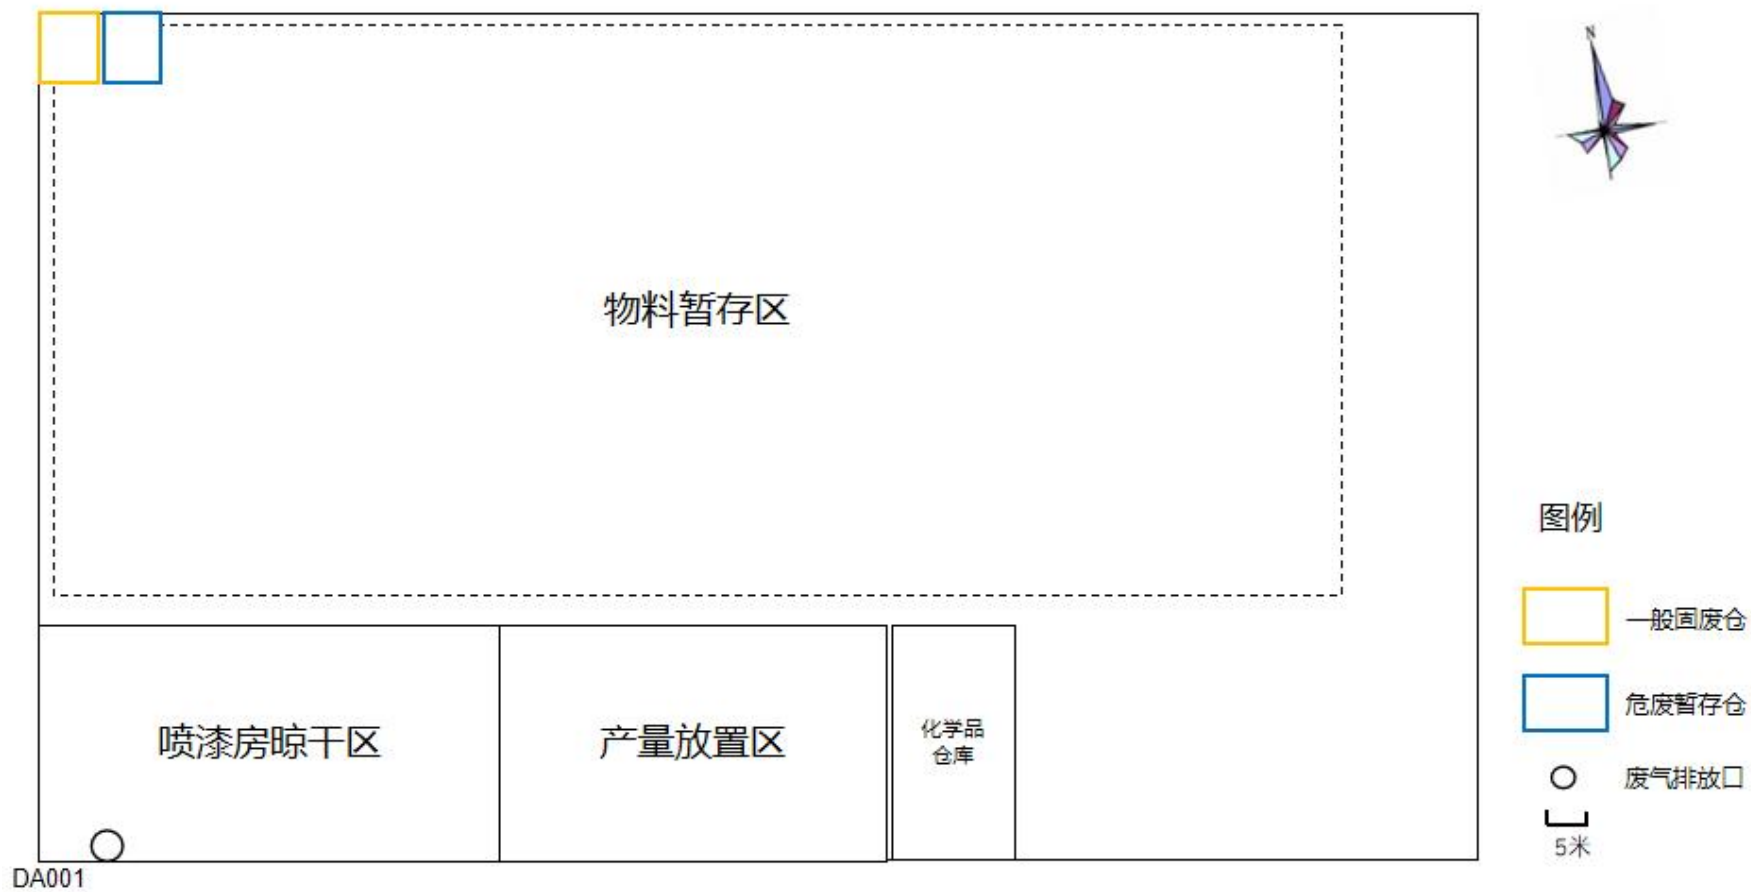 N
物料暂存区
图例
一般固废仓
危废暂存仓
喷漆房晾干区
产量放置区
化学品
仓库
废气排放口
5米
DA001